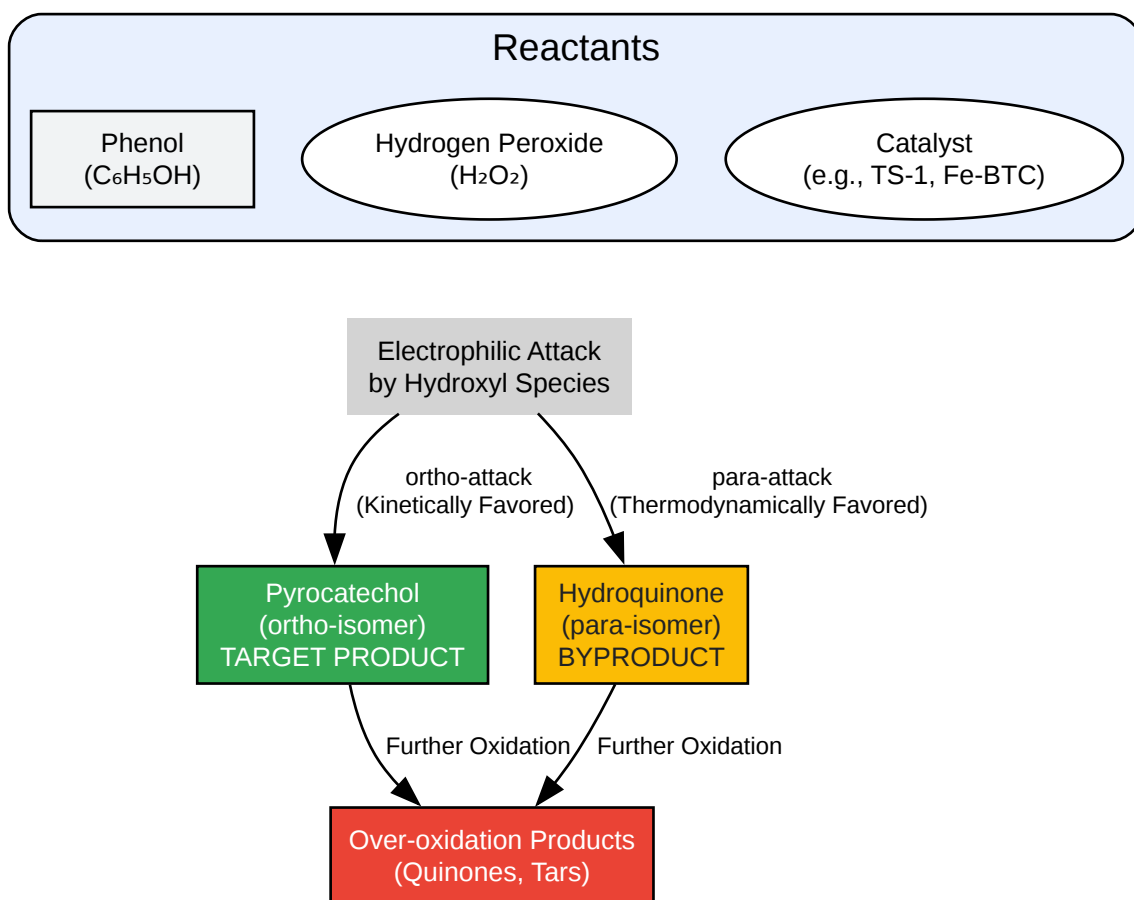 Reactants
Phenol
(C₆H₅OH)
Hydrogen Peroxide
(H₂O₂)
Catalyst
(e.g., TS-1, Fe-BTC)
Electrophilic Attack
by Hydroxyl Species
ortho-attack
(Kinetically Favored)
para-attack
(Thermodynamically Favored)
Pyrocatechol
(ortho-isomer)
TARGET PRODUCT
Hydroquinone
(para-isomer)
BYPRODUCT
Further Oxidation
Further Oxidation
Over-oxidation Products
(Quinones, Tars)